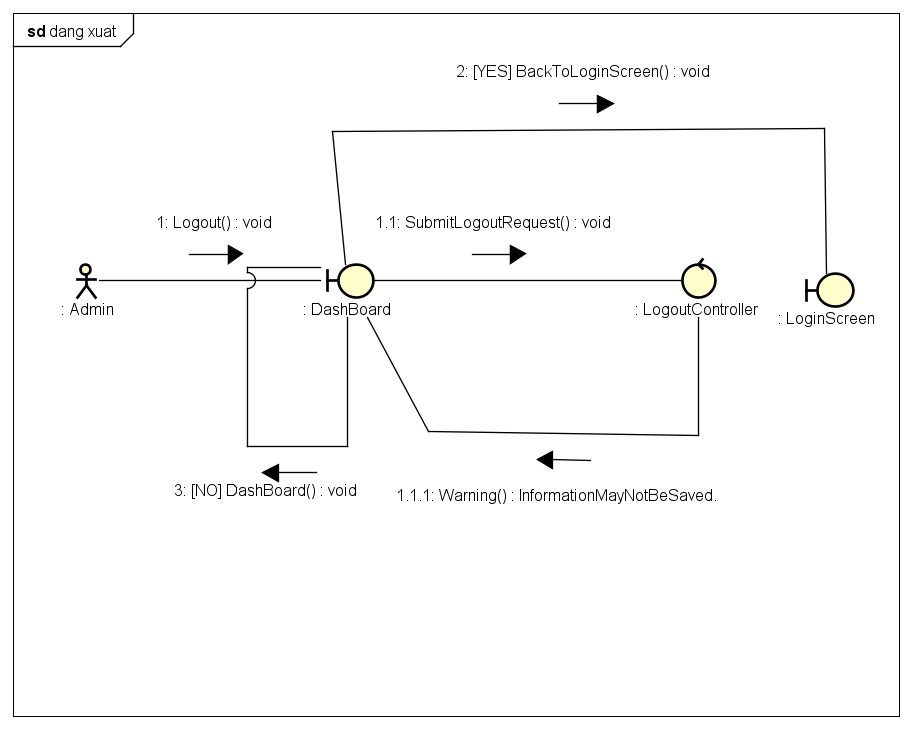 sd dang xuat
2: [YES] BackToLoginScreen() : void
1: Logout() : void
1.1: SubmitLogoutRequest() : void
: Admin
: DashBoard
: LogoutController
: LoginScreen
3: [NO] DashBoard() : void
1.1.1: Warning() : InformationMayNotBeSaved.